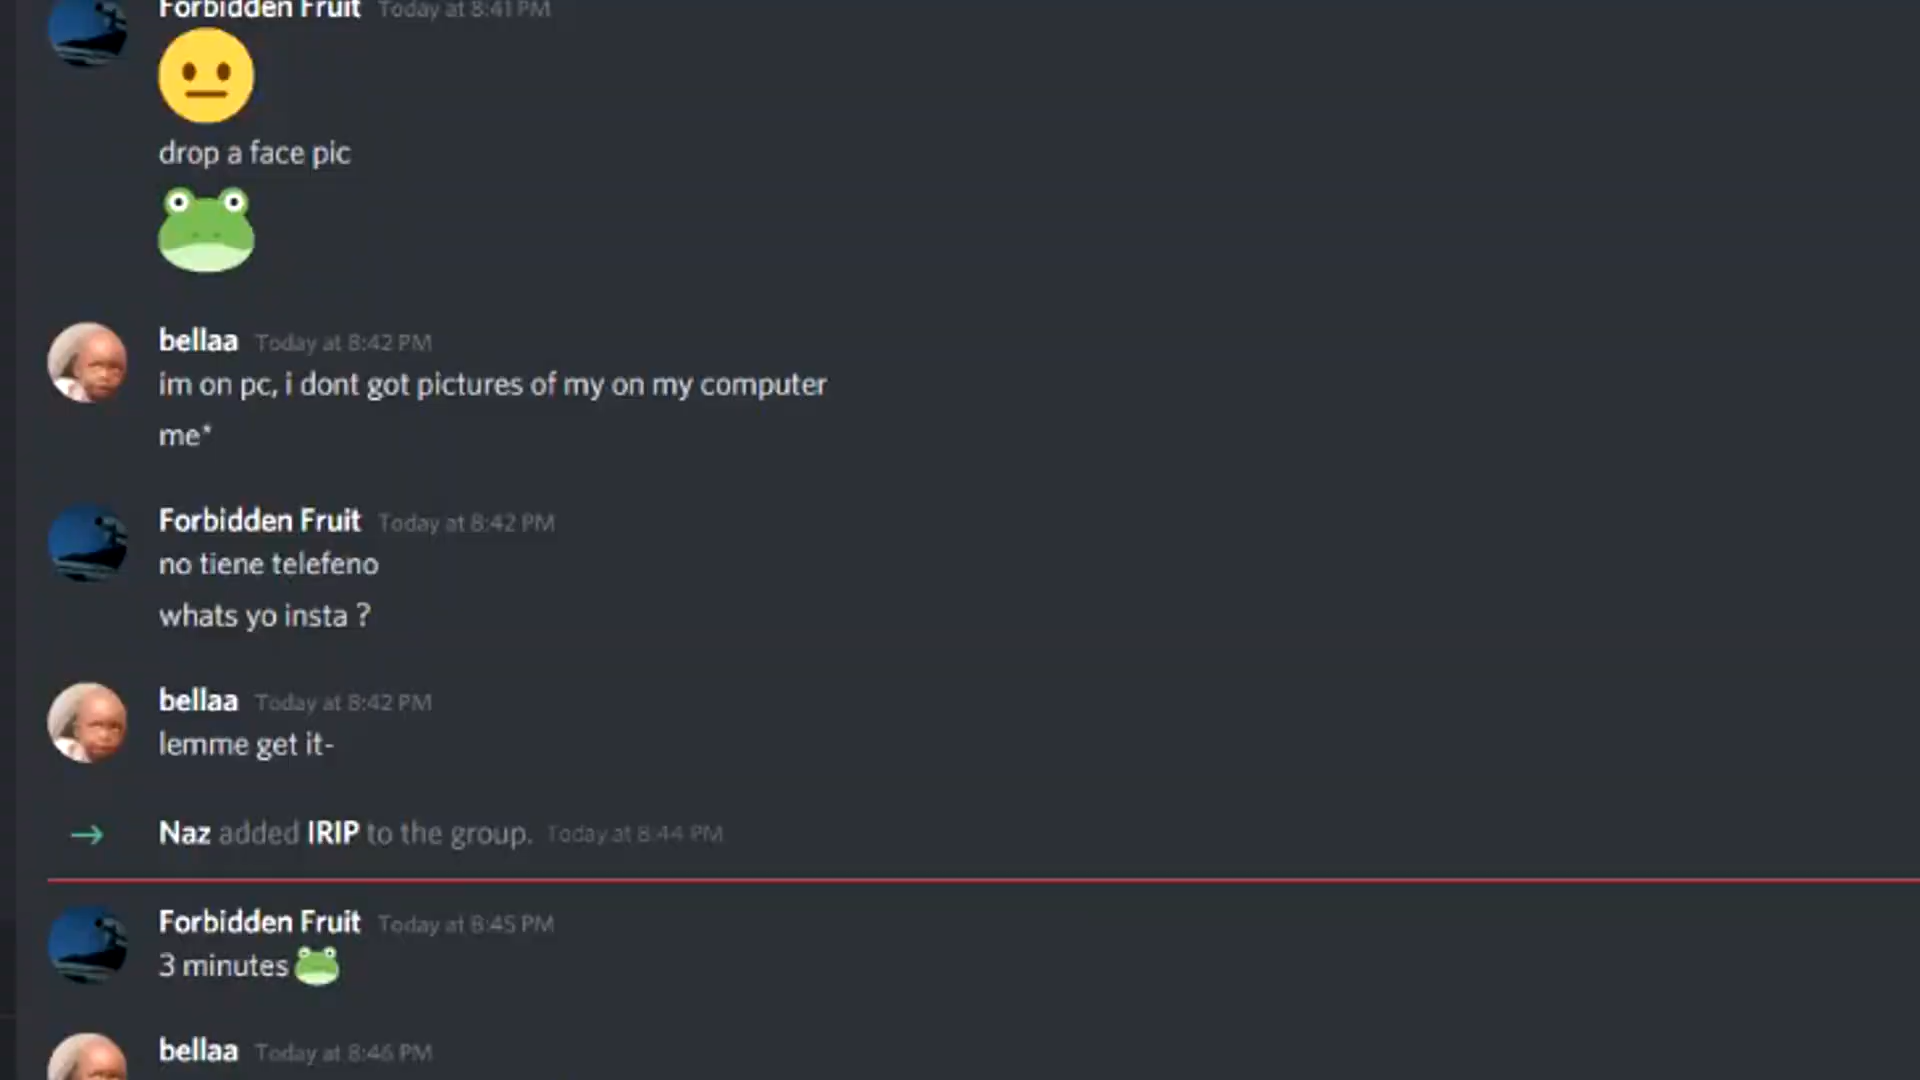 Forbidden Fruit Today at 8:41 PM
drop a face pic
bellaa Today at 8:42 PM
im on pc, i dont got pictures of my on my computer
me*
Forbidden Fruit Today at 8:42 PM
no tiene telefeno
whats yo insta ?
bellaa Today at 8:42 PM
lemme get it-
Naz added IRIP to the group. Today at 8:44 PM
Forbidden Fruit Today at 8:45 PM
3 minutes
bellaa Today at 8:46 PM